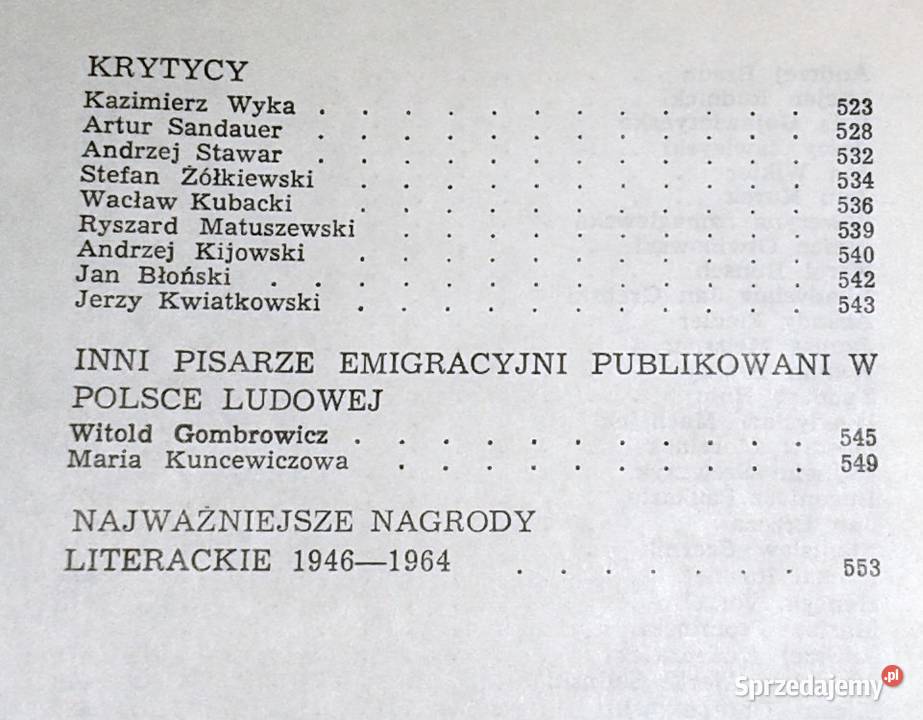 KRYTYCY
Kazimierz Wyka . . . . . . . . . . . 523
Artur Sandauer . . . . . . . . . . . 528
Andrzej Stawar . . . . . . . . . . . 532
Stefan Żółkiewski . . . . . . . . . . 534
Wacław Kubacki . . . . . . . . . . 536
Ryszard Matuszewski . . . . . . . . . 539
Andrzej Kijowski . . . . . . . . . . 540
Jan Błoński . . . . . . . . . . . . 542
Jerzy Kwiatkowski . . . . . . . . . . 543
INNI PISARZE EMIGRACYJNI PUBLIKOWANI W
POLSCE LUDOWEJ
Witold Gombrowicz . . . . . . . . . . 545
Maria Kuncewiczowa . . . . . . . . . 549
NAJWAŻNIEJSZE NAGRODY
LITERACKIE 1946—1964 . . . . . . . 553
Sprzedajemy.pl